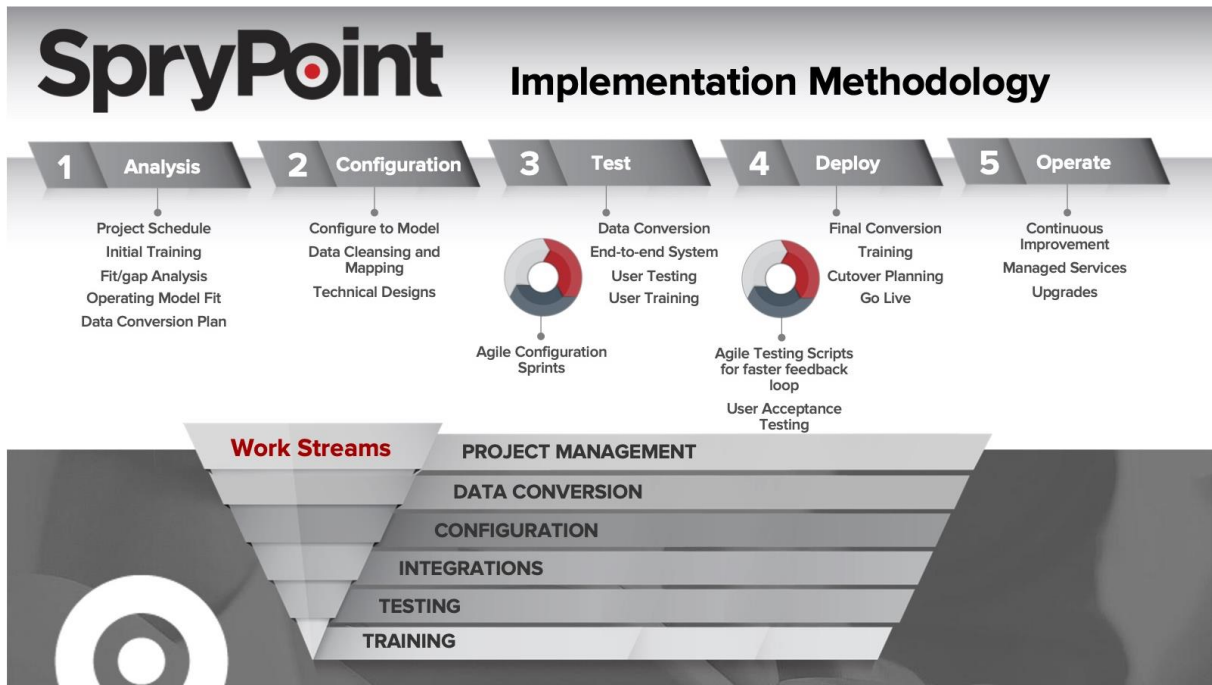 SpryPoint
Implementation Methodology
1 Analysis
Project Schedule
Initial Training
Fit/gap Analysis
Operating Model Fit
Data Conversion Plan
2 Configuration
Configure to Model
Data Cleansing and
Mapping
Technical Designs
3 Test
Data Conversion
End-to-end System
User Testing
User Training
Agile Configuration
Sprints
4 Deploy
Final Conversion
Training
Cutover Planning
Go Live
Agile Testing Scripts
for faster feedback
loop
User Acceptance
Testing
5 Operate
Continuous
Improvement
Managed Services
Upgrades
Work Streams
PROJECT MANAGEMENT
DATA CONVERSION
CONFIGURATION
INTEGRATIONS
TESTING
TRAINING